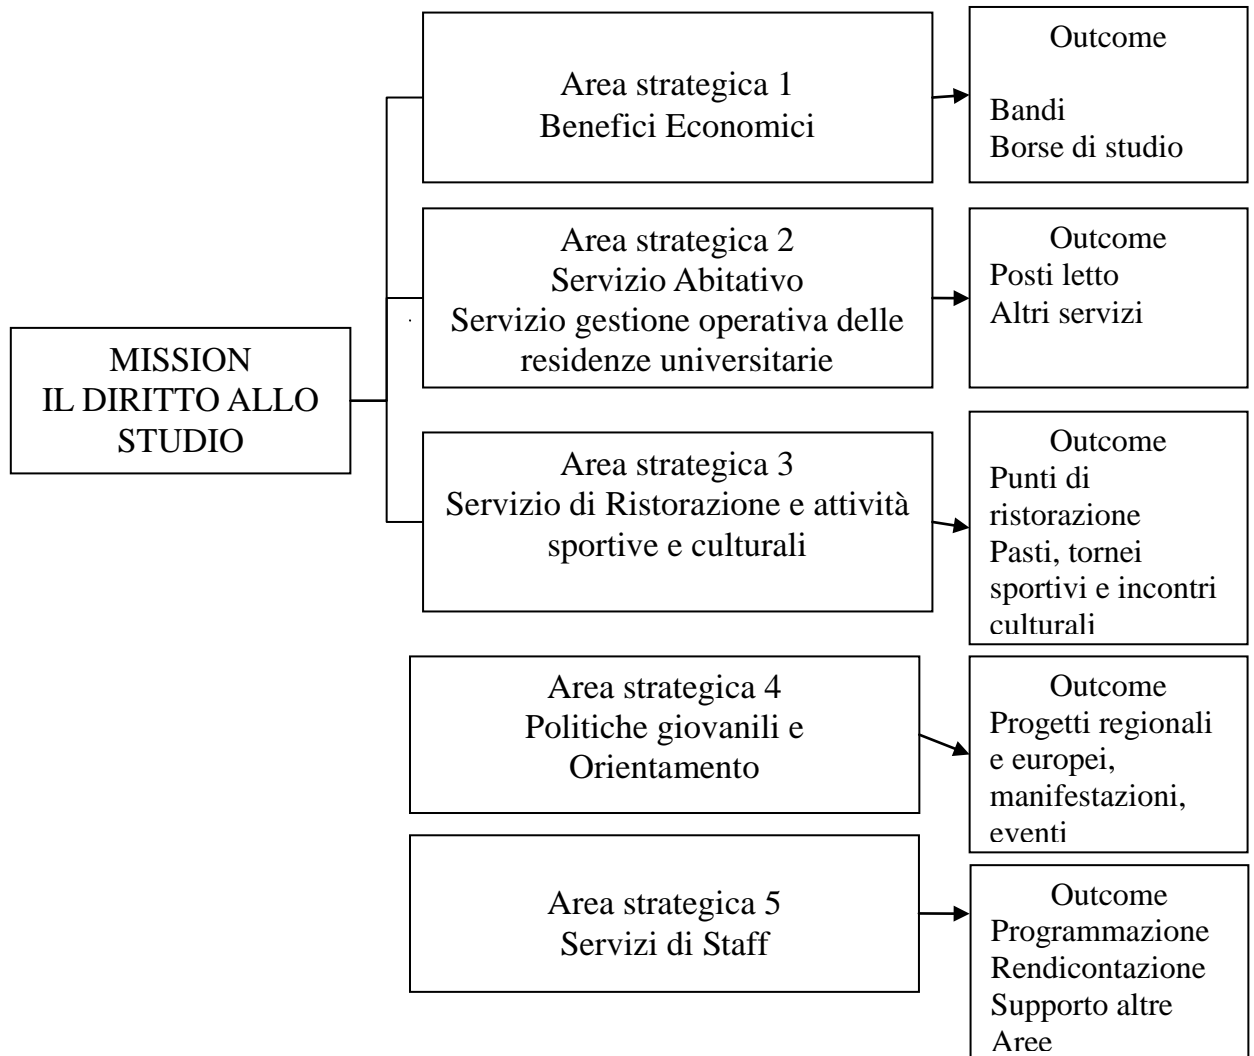 MISSION
IL DIRITTO ALLO
STUDIO
Area strategica 1
Benefici Economici
Outcome
Bandi
Borse di studio
Area strategica 2
Servizio Abitativo
Servizio gestione operativa delle
residenze universitarie
Outcome
Posti letto
Altri servizi
Area strategica 3
Servizio di Ristorazione e attività
sportive e culturali
Outcome
Punti di
ristorazione
Pasti, tornei
sportivi e incontri
culturali
Area strategica 4
Politiche giovanili e
Orientamento
Outcome
Progetti regionali
e europei,
manifestazioni,
eventi
Area strategica 5
Servizi di Staff
Outcome
Programmazione
Rendicontazione
Supporto altre
Aree